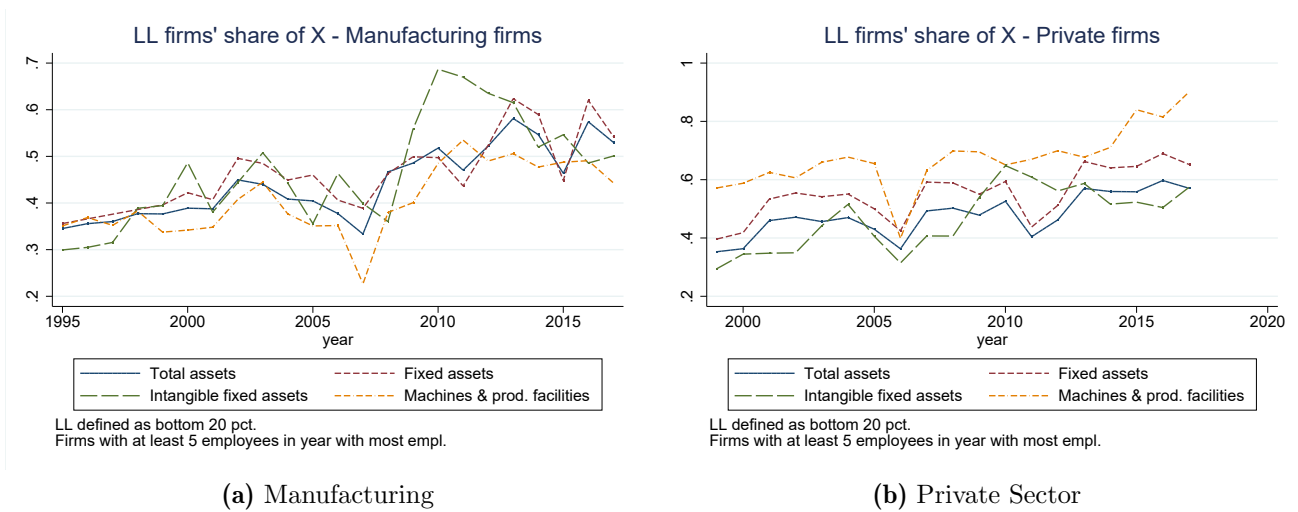 LL firms' share of X - Manufacturing firms
.7
.6
.5
.4
.3
.2
1995 2000 2005 2010 2015
year
Total assets Fixed assets
Intangible fixed assets Machines & prod. facilities
LL defined as bottom 20 pct.
Firms with at least 5 employees in year with most empl.
(a) Manufacturing
LL firms' share of X - Private firms
1
.8
.6
.4
.2
2000 2005 2010 2015 2020
year
Total assets Fixed assets
Intangible fixed assets Machines & prod. facilities
LL defined as bottom 20 pct.
Firms with at least 5 employees in year with most empl.
(b) Private Sector